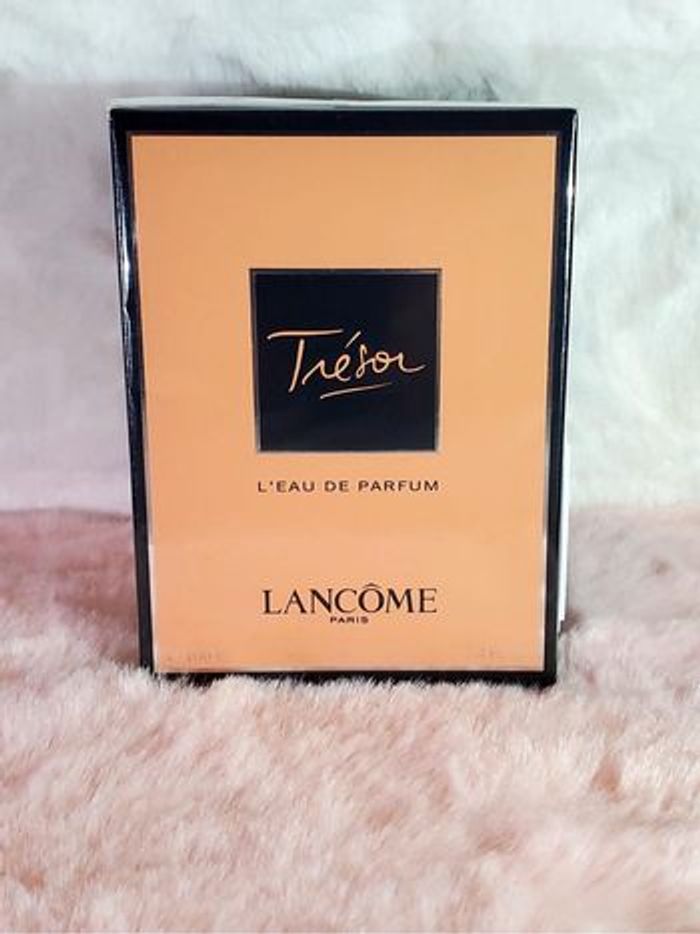 Trésor
L'EAU DE PARFUM
LANCÔME
PARIS